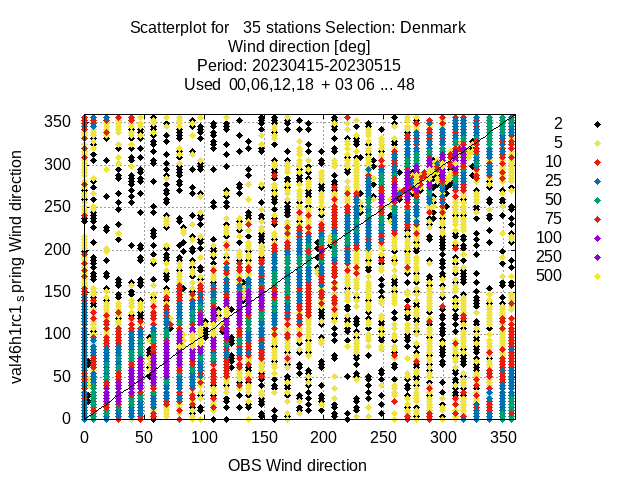 Scatterplot for   35 stations Selection: Denmark
Wind direction [deg]
Period: 20230415-20230515
Used  00,06,12,18  + 03 06 ... 48
val46h1rc1 s pring Wind direction
350
300
250
200
150
100
50
0
0 50 100 150 200 250 300 350
OBS Wind direction
2
5
10
25
50
75
100
250
500